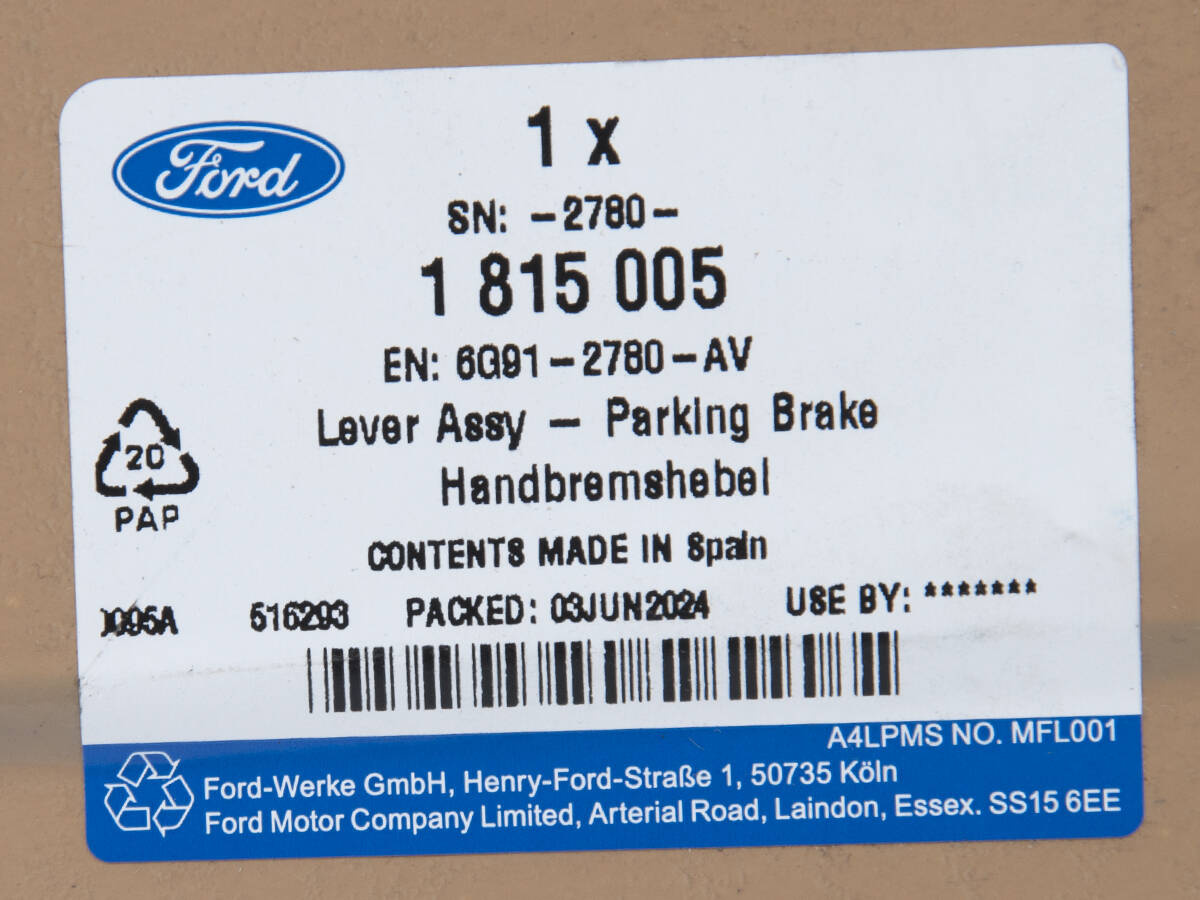 Ford
1 x
SN: -2780-
1 815 005
EN: 6G91-2780-AV
Lever Assy - Parking Brake
Handbremshebel
20
PAP
CONTENTS MADE IN Spain
516293 PACKED: 03JUN2024 USE BY: *******
A4LPMS NO. MFL001
Ford-Werke GmbH, Henry-Ford-Straße 1, 50735 Köln
Ford Motor Company Limited, Arterial Road, Laindon, Essex. SS15 6EE